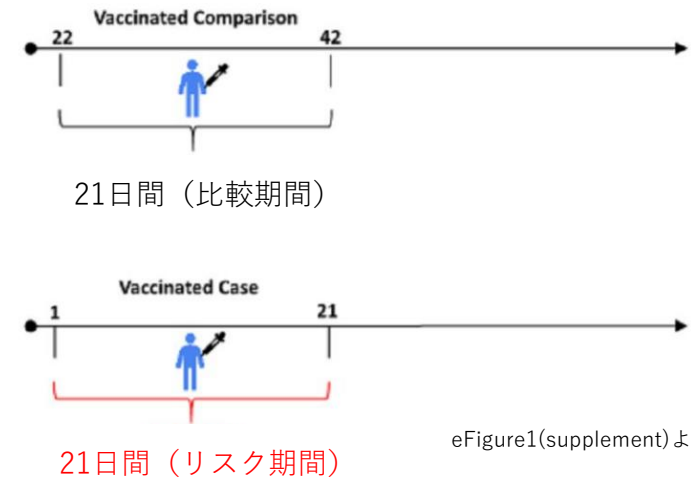 Vaccinated Comparison
22 42
21日間（比較期間）
Vaccinated Case
1 21
eFigure1(supplement)よ
21日間（リスク期間）